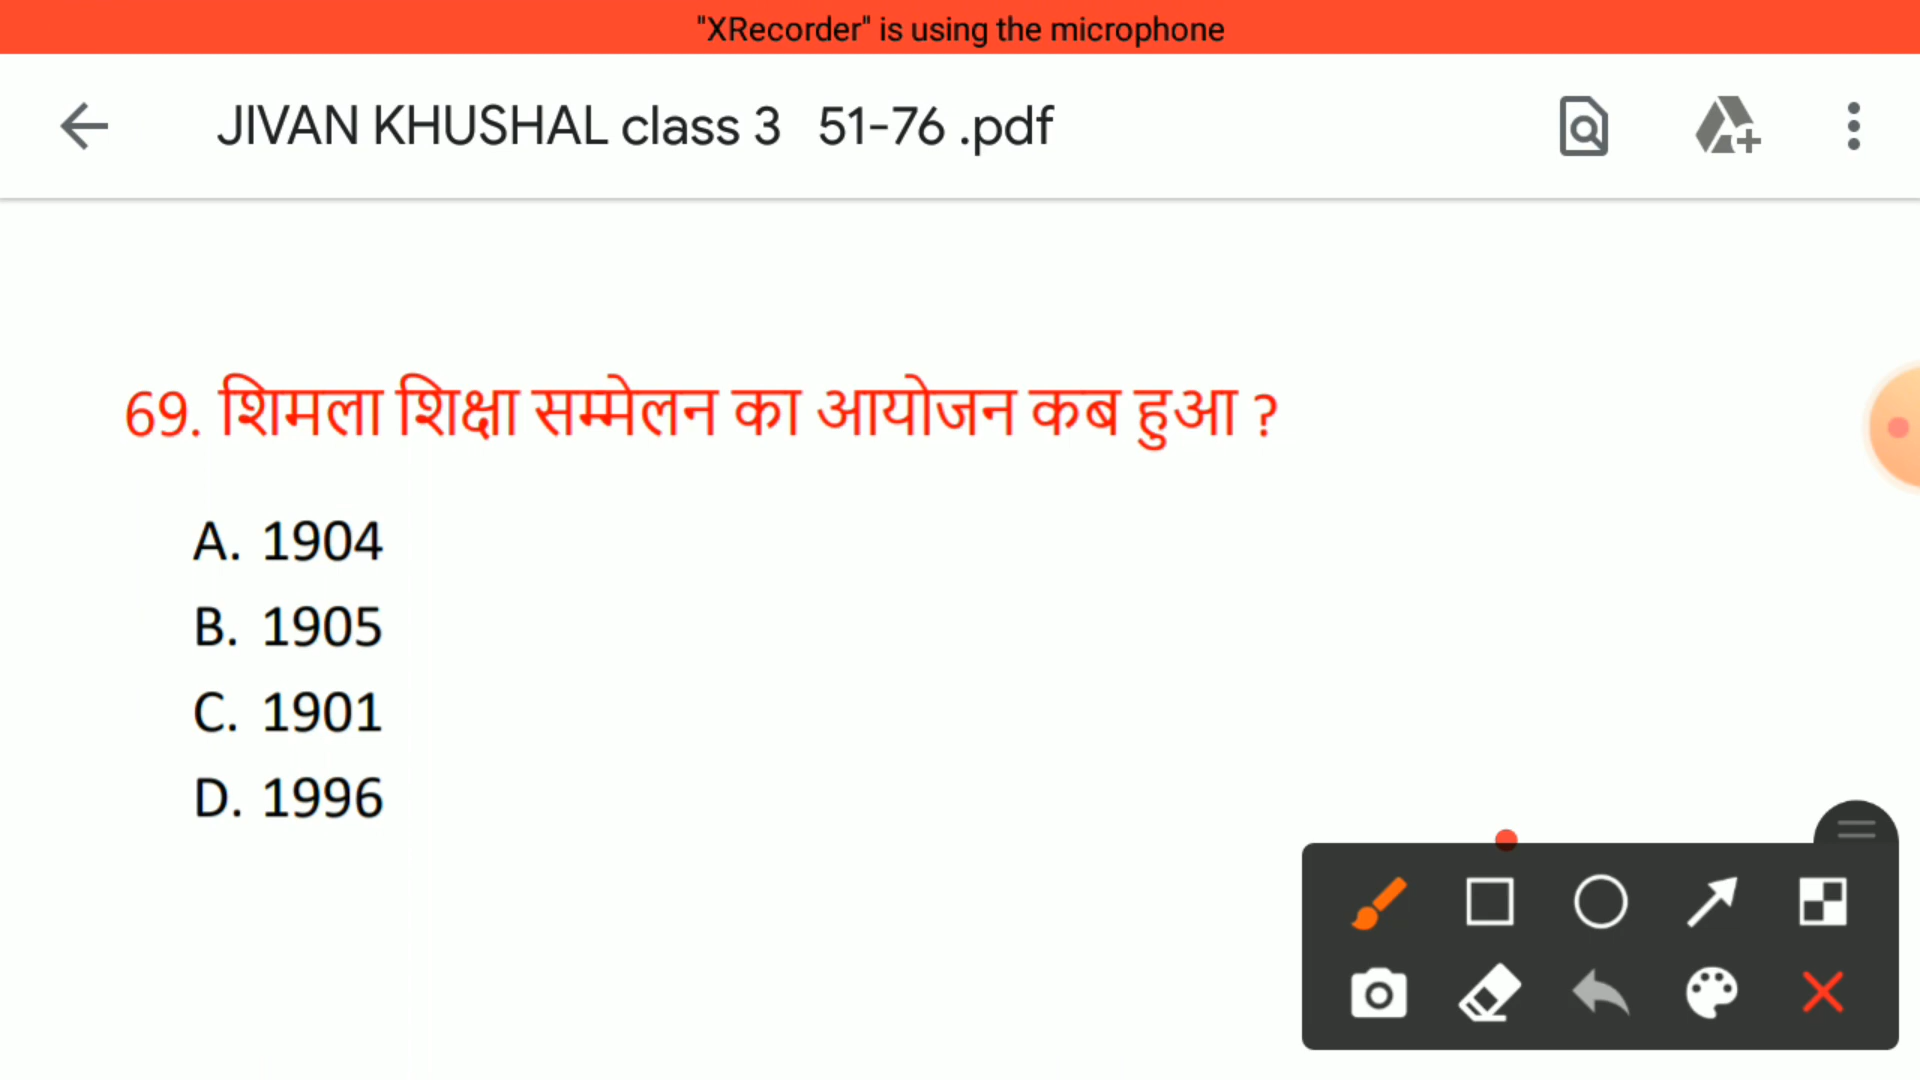 "XRecorder" is using the microphone
JIVAN KHUSHAL class 3 51-76 .pdf
69. शिमला शिक्षा सम्मेलन का आयोजन कब हुआ ?
A. 1904
B. 1905
C. 1901
D. 1996